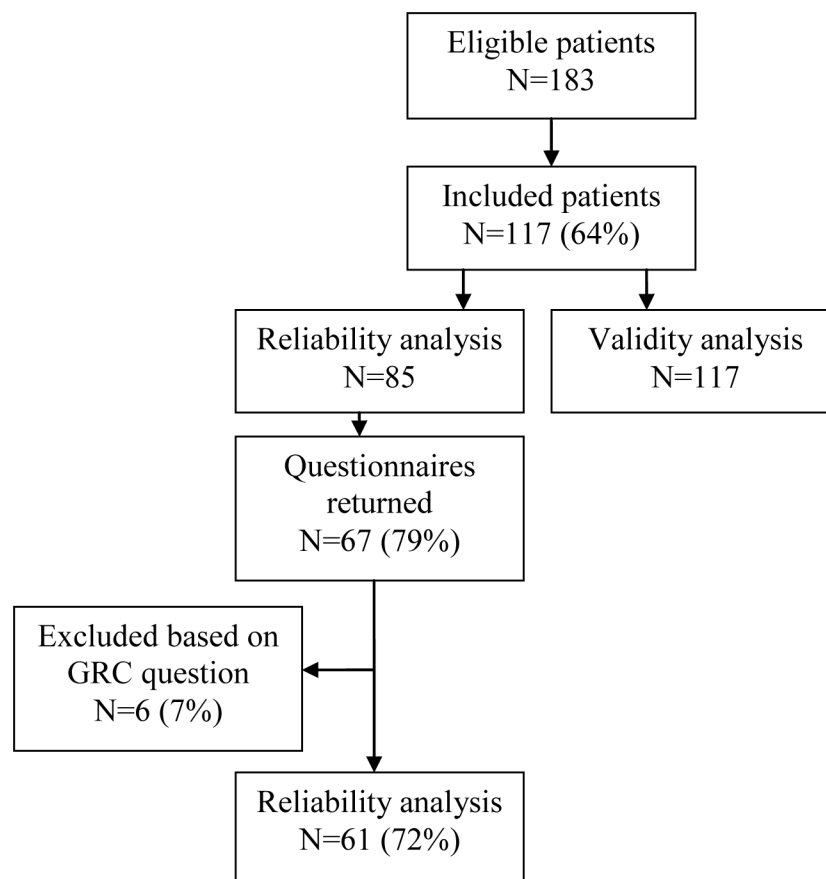 Eligible patients
N=183
Included patients
N=117 (64%)
Reliability analysis
N=85
Validity analysis
N=117
Questionnaires
returned
N=67 (79%)
Excluded based on
GRC question
N=6 (7%)
Reliability analysis
N=61 (72%)